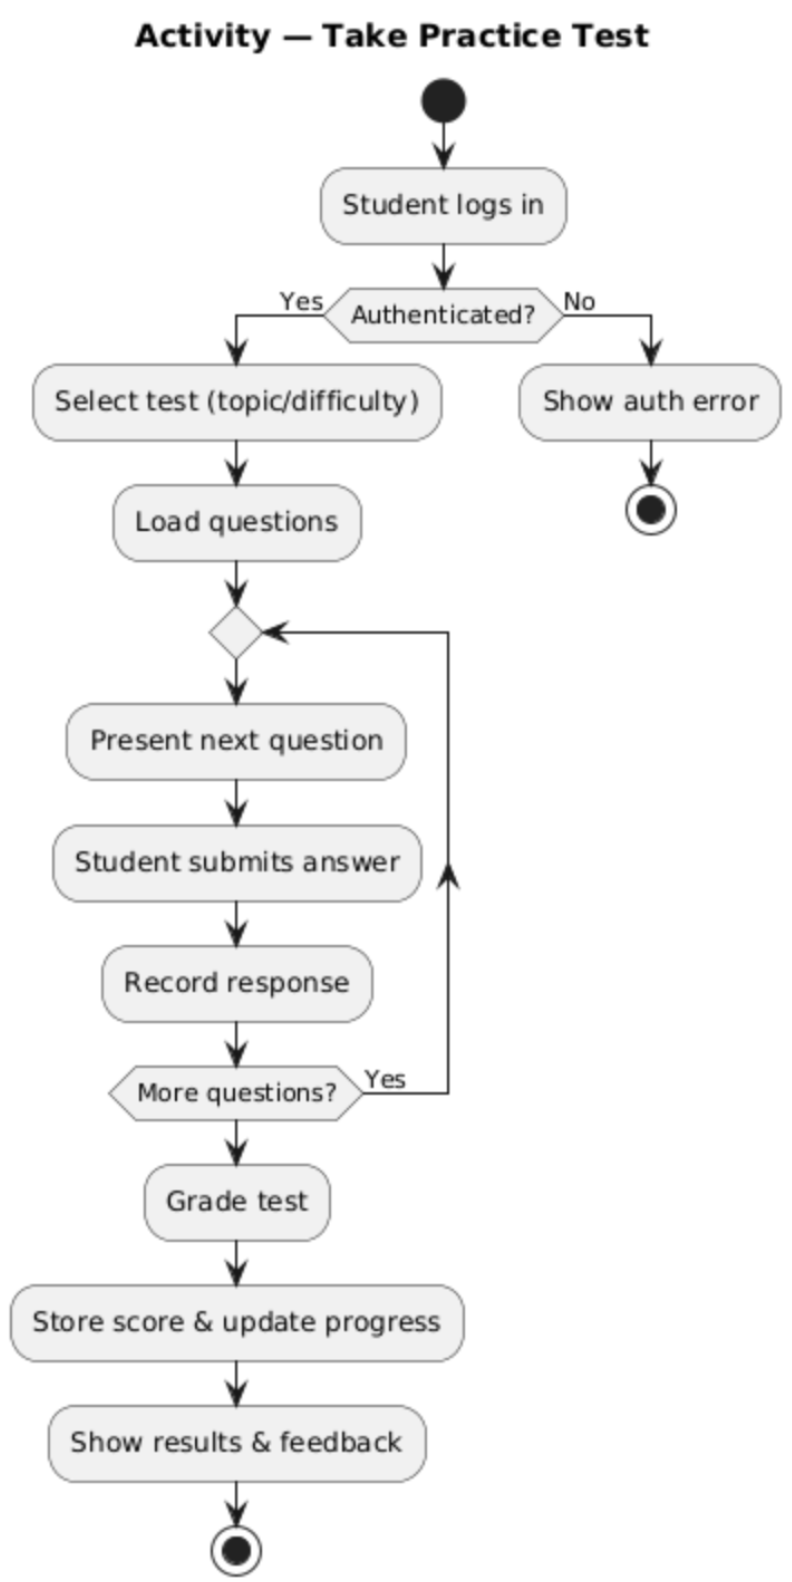 Activity — Take Practice Test
Student logs in
Yes
Authenticated?
No
Select test (topic/difficulty)
Show auth error
Load questions
Present next question
Student submits answer
Record response
More questions?
Yes
Grade test
Store score & update progress
Show results & feedback